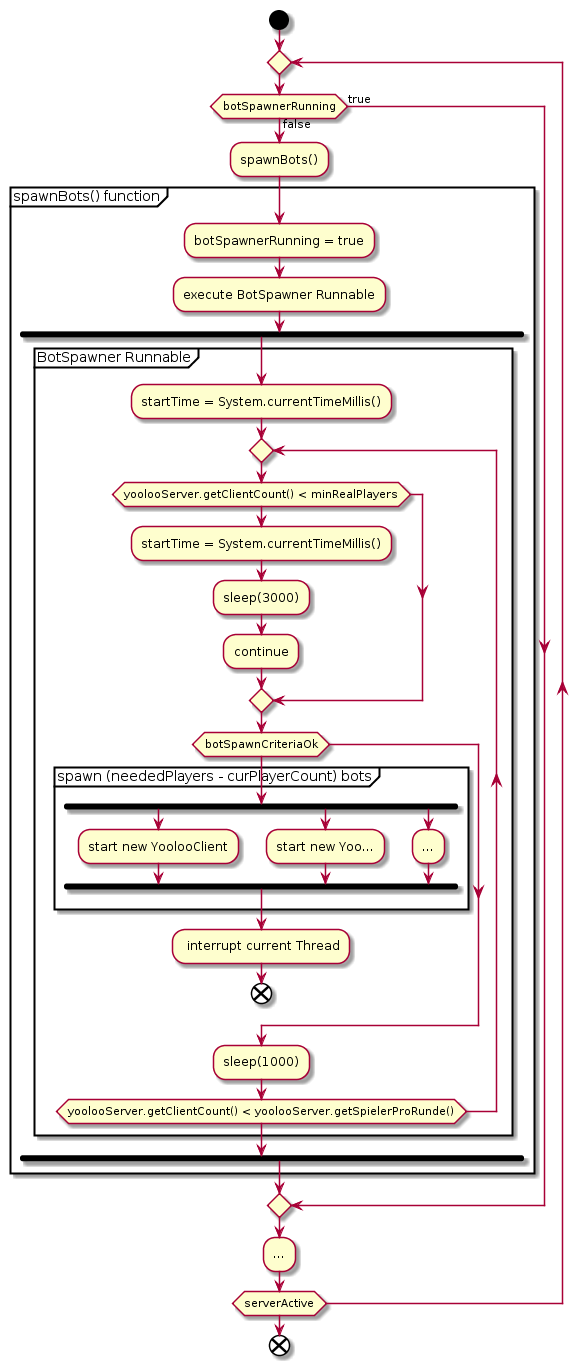 botSpawnerRunning
true
false
spawnBots()
spawnBots() function
botSpawnerRunning = true
execute BotSpawner Runnable
BotSpawner Runnable
startTime = System.currentTimeMillis()
yoolooServer.getClientCount() < minRealPlayers
startTime = System.currentTimeMillis()
sleep(3000)
continue
botSpawnCriteriaOk
spawn (neededPlayers - curPlayerCount) bots
start new YoolooClient
start new Yoo...
...
interrupt current Thread
sleep(1000)
yoolooServer.getClientCount() < yoolooServer.getSpielerProRunde()
...
serverActive